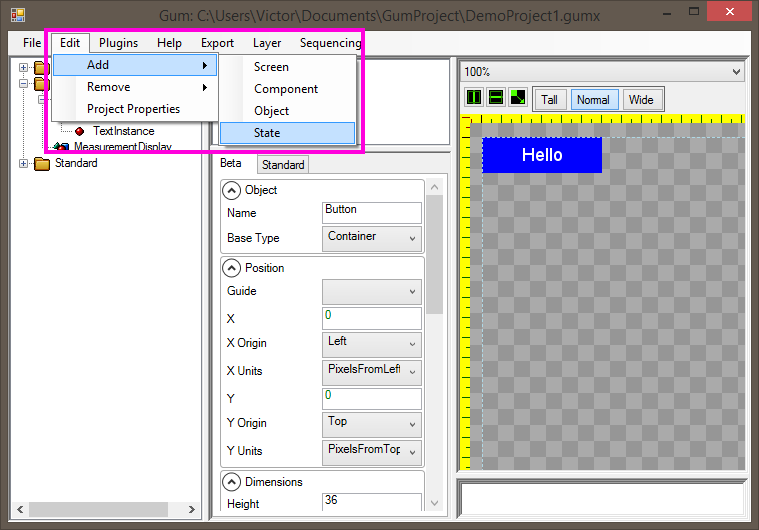 Gum: C:\Users\Victor\Documents\GumProject\DemoProject1.gumx
File Edit Plugins Help Export Layer Sequencing
Add
Remove
Project Properties
Screen
Component
Object
State
TextInstance
MeasurementDisplay
Standard
Beta Standard
Object
Name Button
Base Type Container
Position
Guide
X 0
X Origin Left
X Units PixelsFromLeft
Y 0
Y Origin Top
Y Units PixelsFromTop
Dimensions
Height 36
100%
Tall Normal Wide
Hello